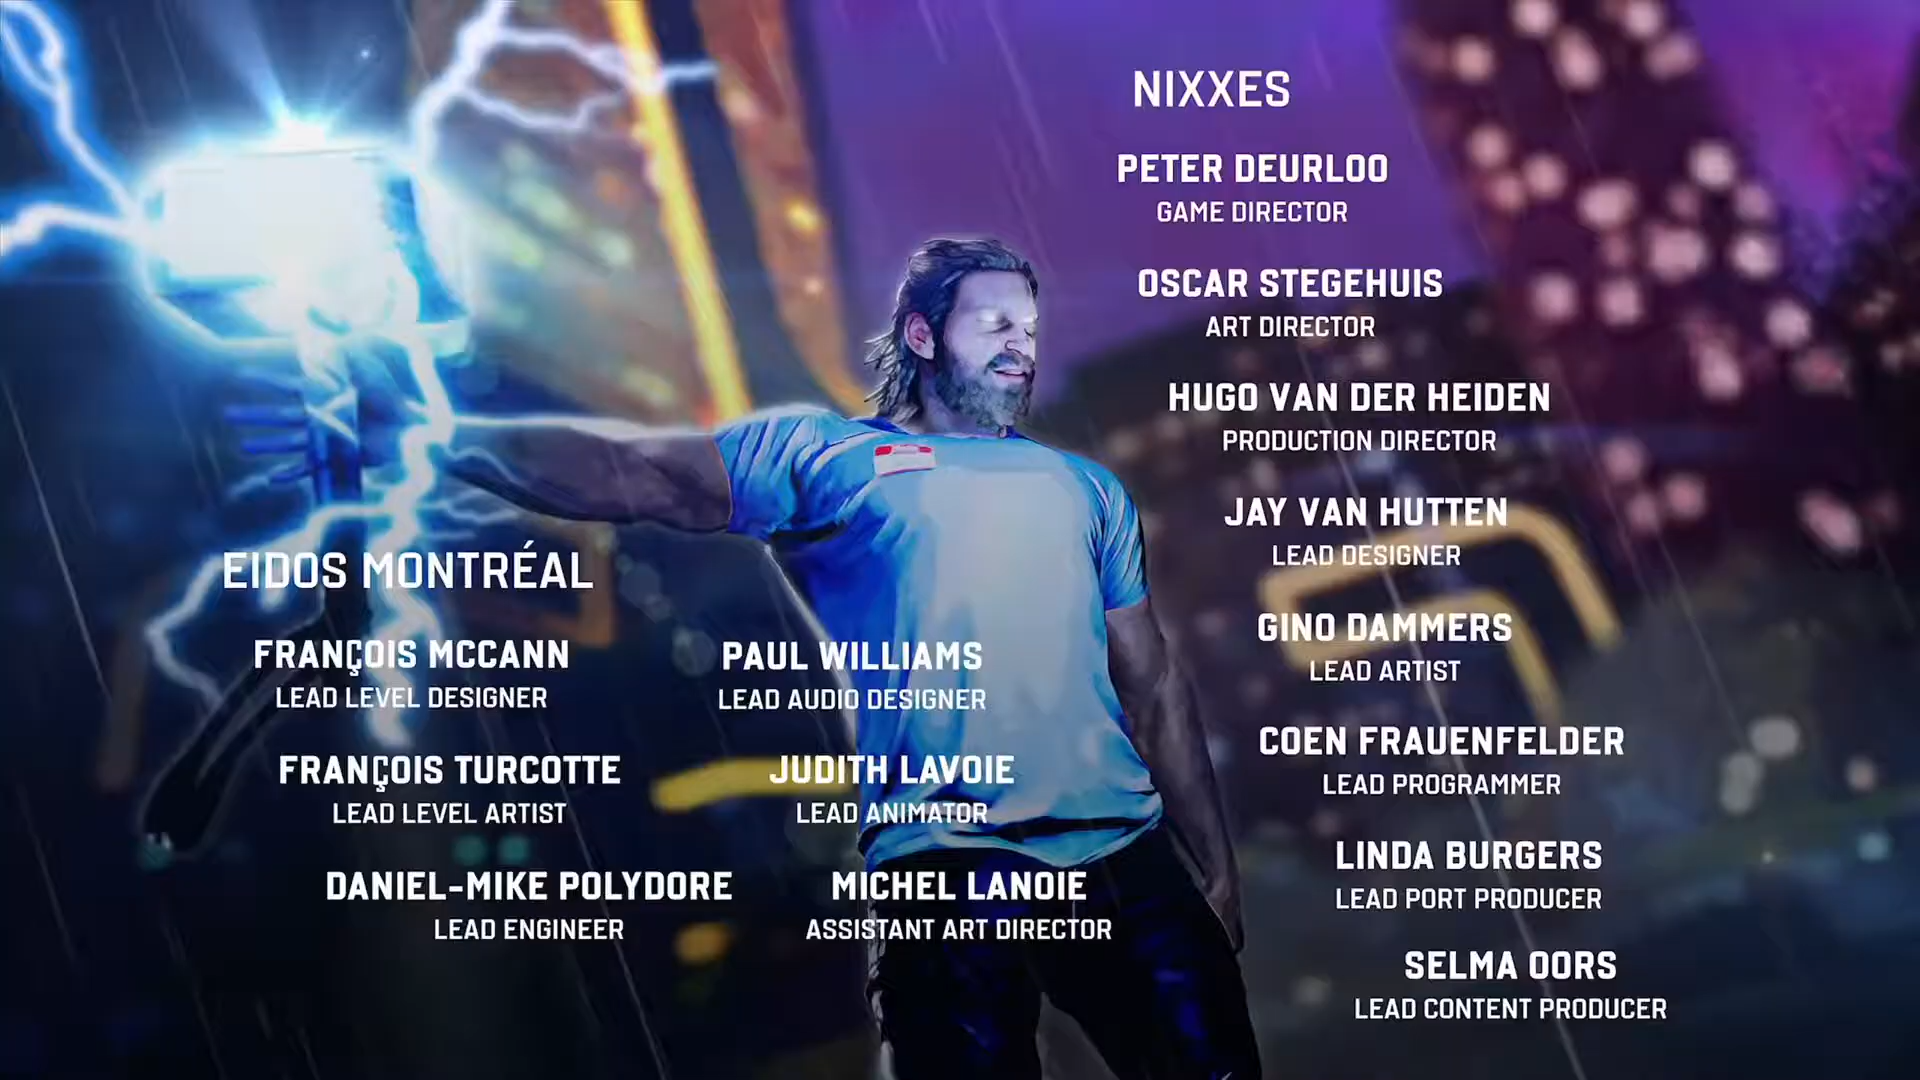 NIXXES
PETER DEURLOO
GAME DIRECTOR
OSCAR STEGEHUIS
ART DIRECTOR
HUGO VAN DER HEIDEN
PRODUCTION DIRECTOR
JAY VAN HUTTEN
LEAD DESIGNER
GINO DAMMERS
LEAD ARTIST
COEN FRAUENFELDER
LEAD PROGRAMMER
LINDA BURGERS
LEAD PORT PRODUCER
SELMA OORS
LEAD CONTENT PRODUCER
EIDOS MONTRÉAL
FRANÇOIS MCCANN
LEAD LEVEL DESIGNER
FRANÇOIS TURCOTTE
LEAD LEVEL ARTIST
DANIEL-MIKE POLYDORE
LEAD ENGINEER
PAUL WILLIAMS
LEAD AUDIO DESIGNER
JUDITH LAVOIE
LEAD ANIMATOR
MICHEL LANOIE
ASSISTANT ART DIRECTOR